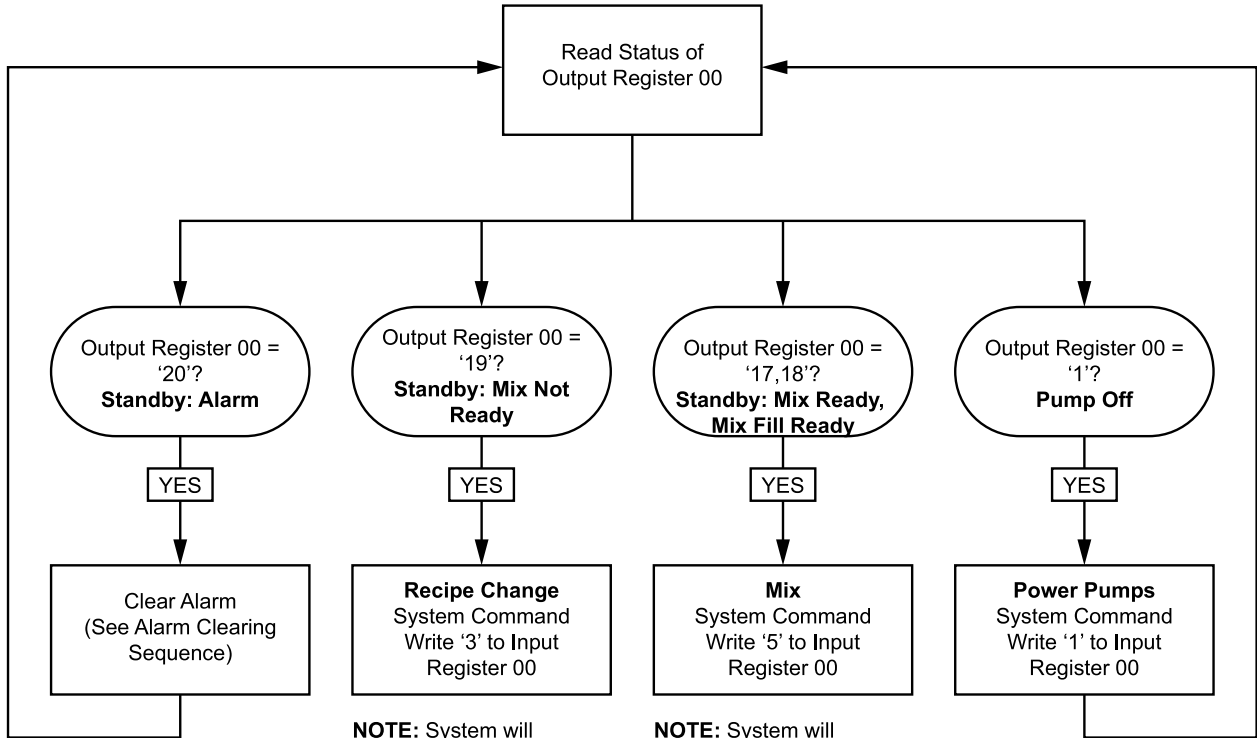 Read Status of
Output Register 00
Output Register 00 =
‘20’?
Standby: Alarm
Output Register 00 =
‘19’?
Standby: Mix Not
Ready
Output Register 00 =
‘17,18’?
Standby: Mix Ready,
Mix Fill Ready
Output Register 00 =
‘1’?
Pump Off
YES
YES
YES
YES
Clear Alarm
(See Alarm Clearing
Sequence)
Recipe Change
System Command
Write ‘3’ to Input
Register 00
Mix
System Command
Write ‘5’ to Input
Register 00
Power Pumps
System Command
Write ‘1’ to Input
Register 00
NOTE: System will
NOTE: System will